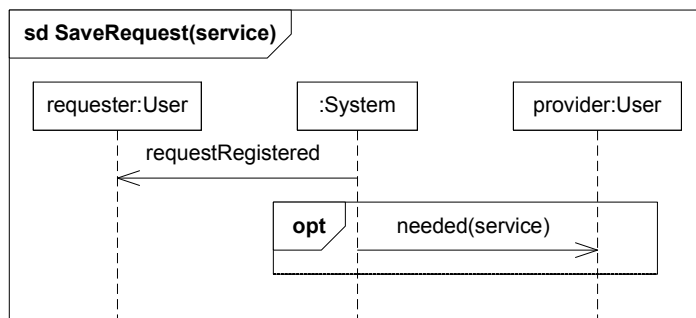 sd SaveRequest(service)
requester:User
:System
provider:User
requestRegistered
opt
needed(service)